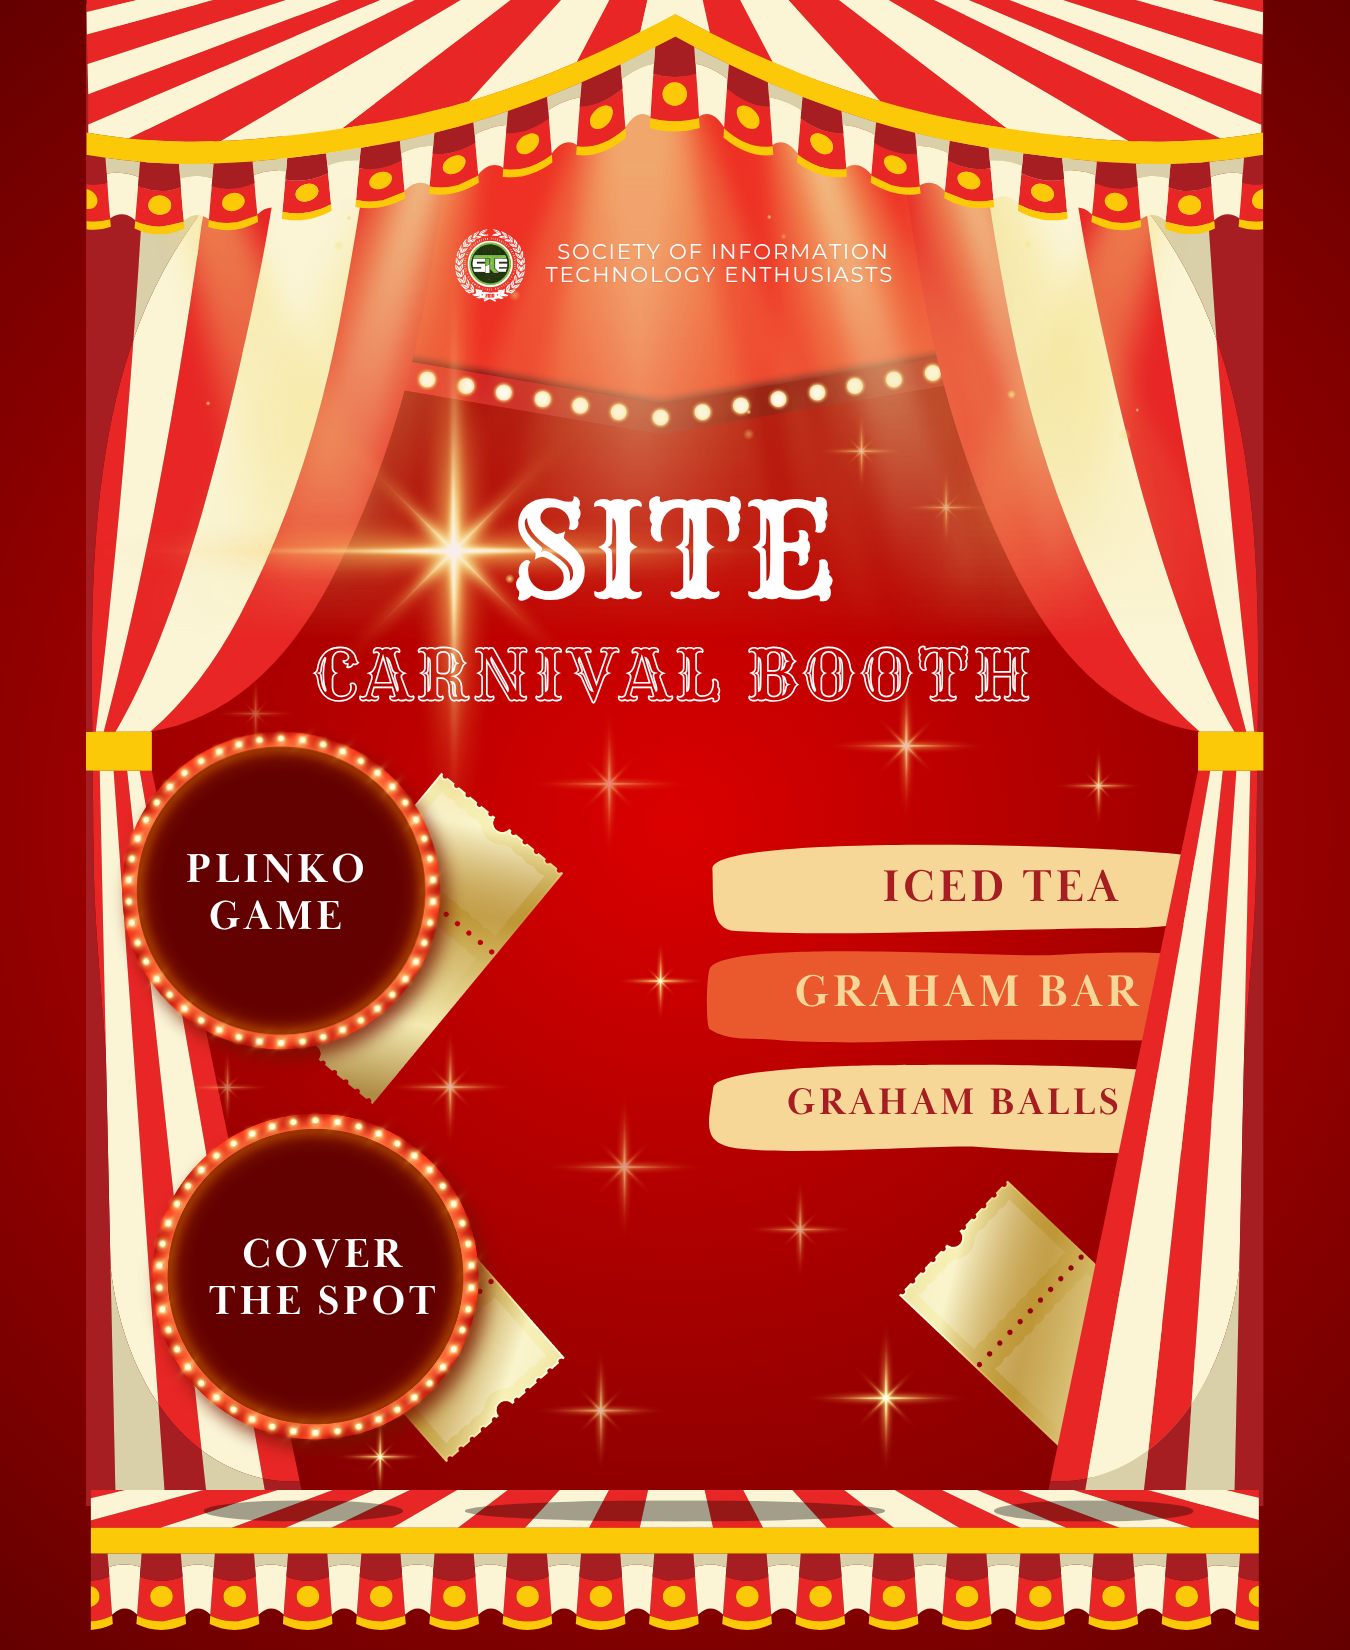 SITE
SOCIETY OF INFORMATION
TECHNOLOGY ENTHUSIASTS
SITE
CARNIVAL BOOTH
PLINKO
GAME
ICED TEA
GRAHAM BAR
GRAHAM BALLS
COVER
THE SPOT